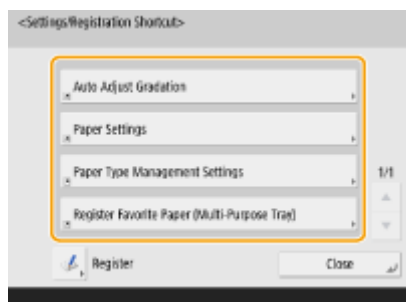 <Settings/Registration Shortcut>
Auto Adjust Gradation
Paper Settings
Paper Type Management Settings
1/1
Register Favorite Paper (Multi-Purpose Tray)
Register
Close